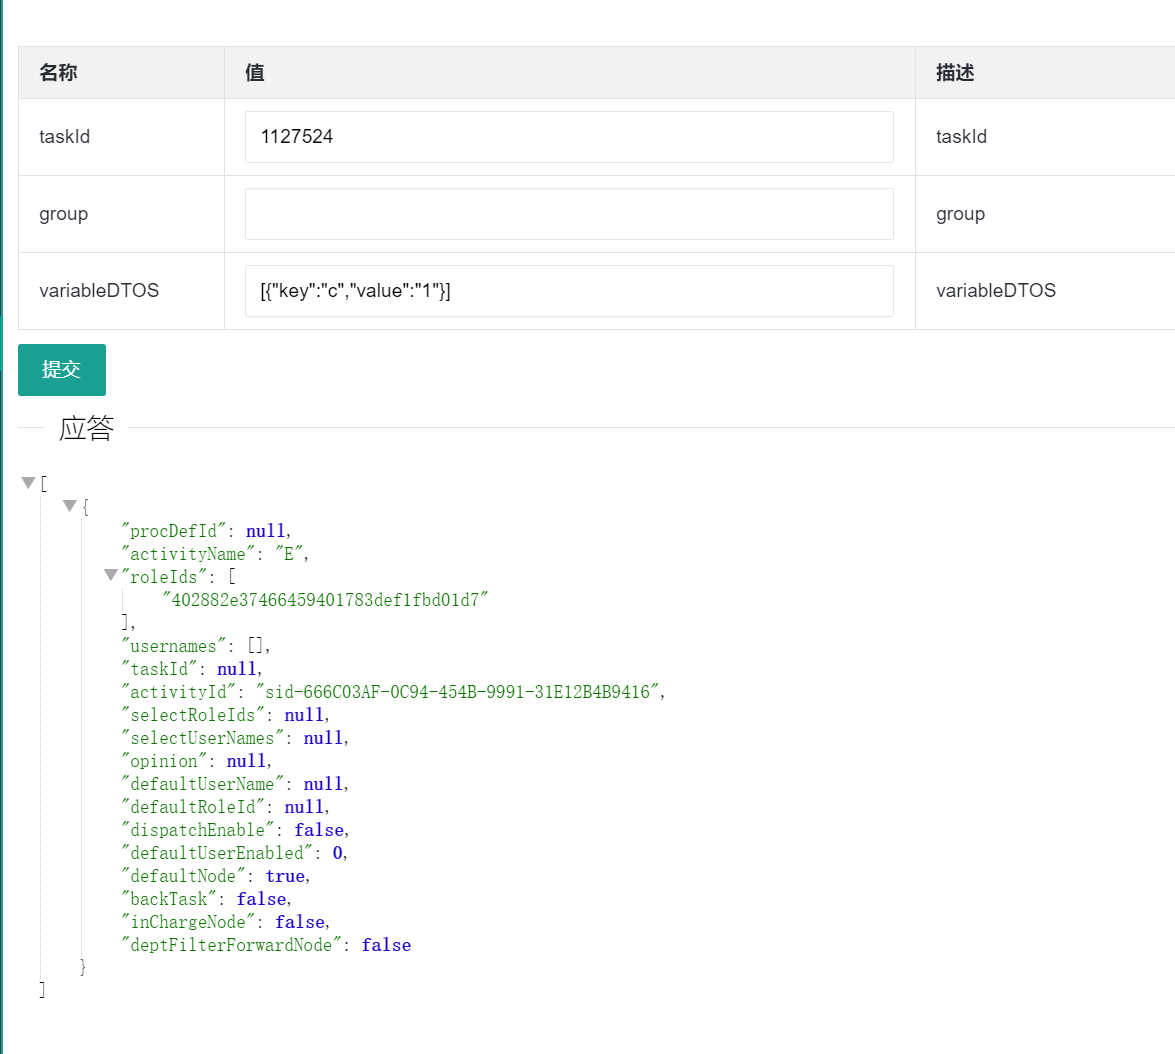 名称 值 描述
taskId 1127524 taskId
group group
variableDTOS [{"key":"c","value":"1"}] variableDTOS
提交
应答
[
{
"procDefId": null,
"activityName": "E",
"roleIds": [
"402882e37466459401783def1fbd01d7"
],
"usernames": [],
"taskId": null,
"activityId": "sid-666C03AF-0C94-454B-9991-31E12B4B9416",
"selectRoleIds": null,
"selectUserNames": null,
"opinion": null,
"defaultUserName": null,
"defaultRoleId": null,
"dispatchEnable": false,
"defaultUserEnabled": 0,
"defaultNode": true,
"backTask": false,
"inChargeNode": false,
"deptFilterForwardNode": false
}
]